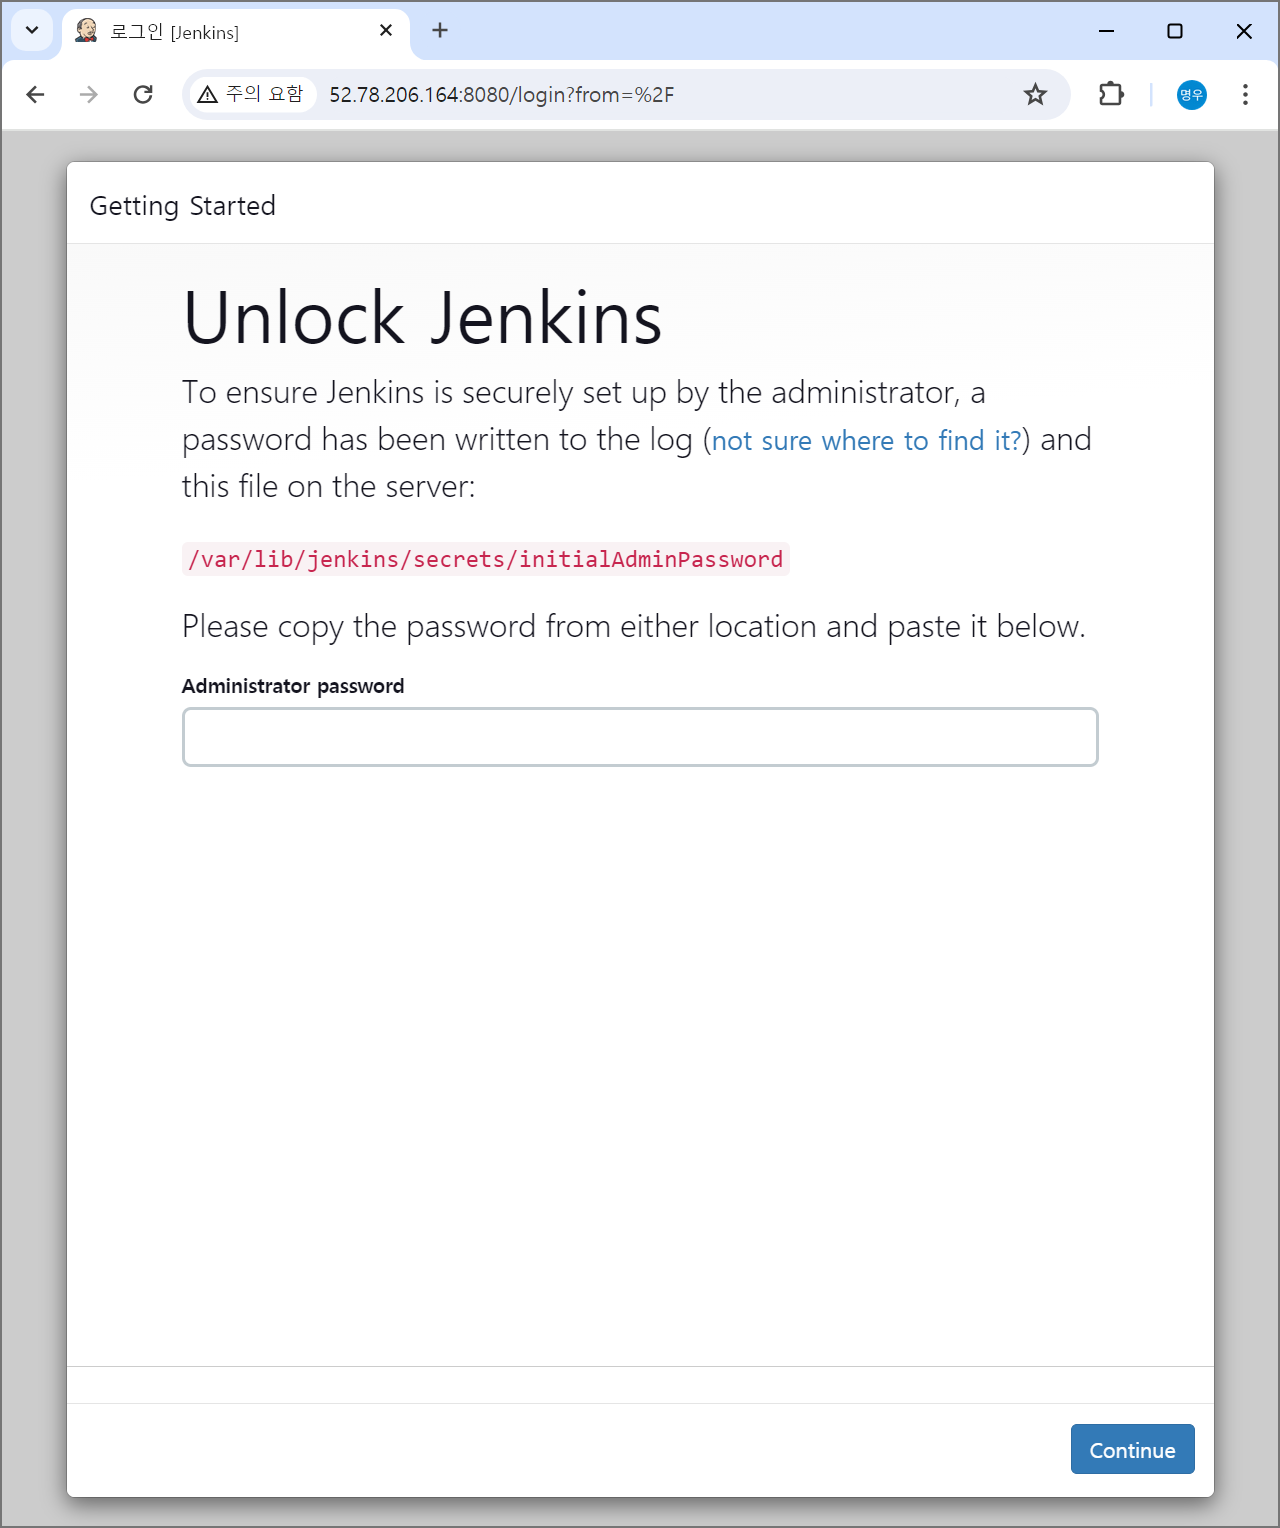 로그인 [Jenkins]
주의 요함 52.78.206.164:8080/login?from=%2F
명우
Getting Started
Unlock Jenkins
To ensure Jenkins is securely set up by the administrator, a
password has been written to the log (not sure where to find it?) and
this file on the server:
/var/lib/jenkins/secrets/initialAdminPassword
Please copy the password from either location and paste it below.
Administrator password
Continue